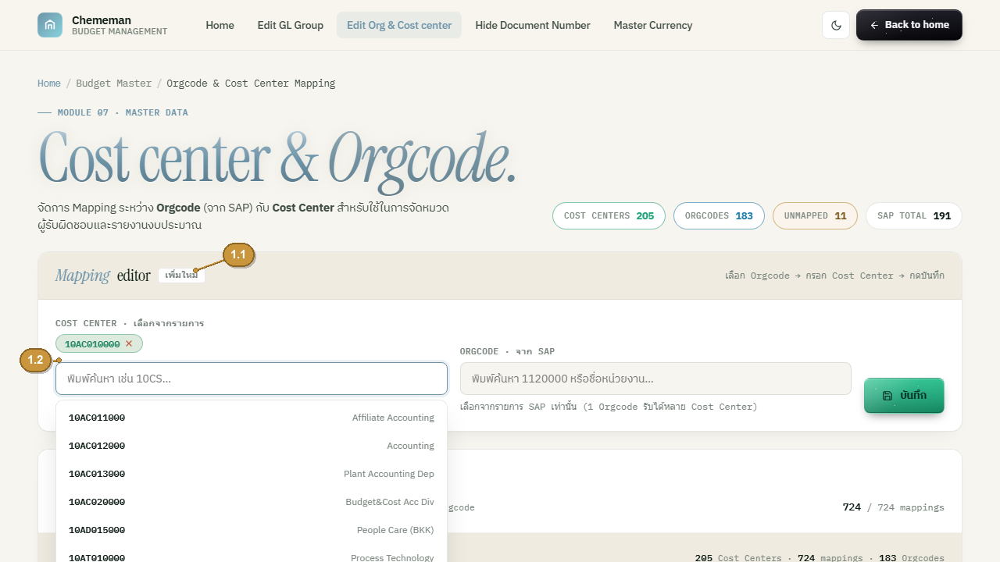 Chememan
BUDGET MANAGEMENT
Home
Edit GL Group
Edit Org & Cost center
Hide Document Number
Master Currency
← Back to home
Home / Budget Master / Orgcode & Cost Center Mapping
MODULE 07 · MASTER DATA
Cost center & Orgcode.
จัดการ Mapping ระหว่าง Orgcode (จาก SAP) กับ Cost Center สำหรับใช้ในการจัดหมวด
ผู้รับผิดชอบและรายงานงบประมาณ
COST CENTERS 205
ORGCODES 183
UNMAPPED 11
SAP TOTAL 191
1.1
Mapping editor เพิ่มใหม่
เลือก Orgcode → กรอก Cost Center → กดบันทึก
COST CENTER · เลือกจากรายการ
10AC010000 ×
ORGCODE · จาก SAP
1.2
พิมพ์ค้นหา เช่น 10CS...
พิมพ์ค้นหา 1120000 หรือชื่อหน่วยงาน...
บันทึก
เลือกจากรายการ SAP เท่านั้น (1 Orgcode รับได้หลาย Cost Center)
10AC011000 Affiliate Accounting
10AC012000 Accounting
10AC013000 Plant Accounting Dep
10AC020000 Budget&Cost Acc Div
gcode
724 / 724 mappings
10AD015000 People Care (BKK)
10AT010000 Process Technology
205 Cost Centers · 724 mappings · 183 Orgcodes